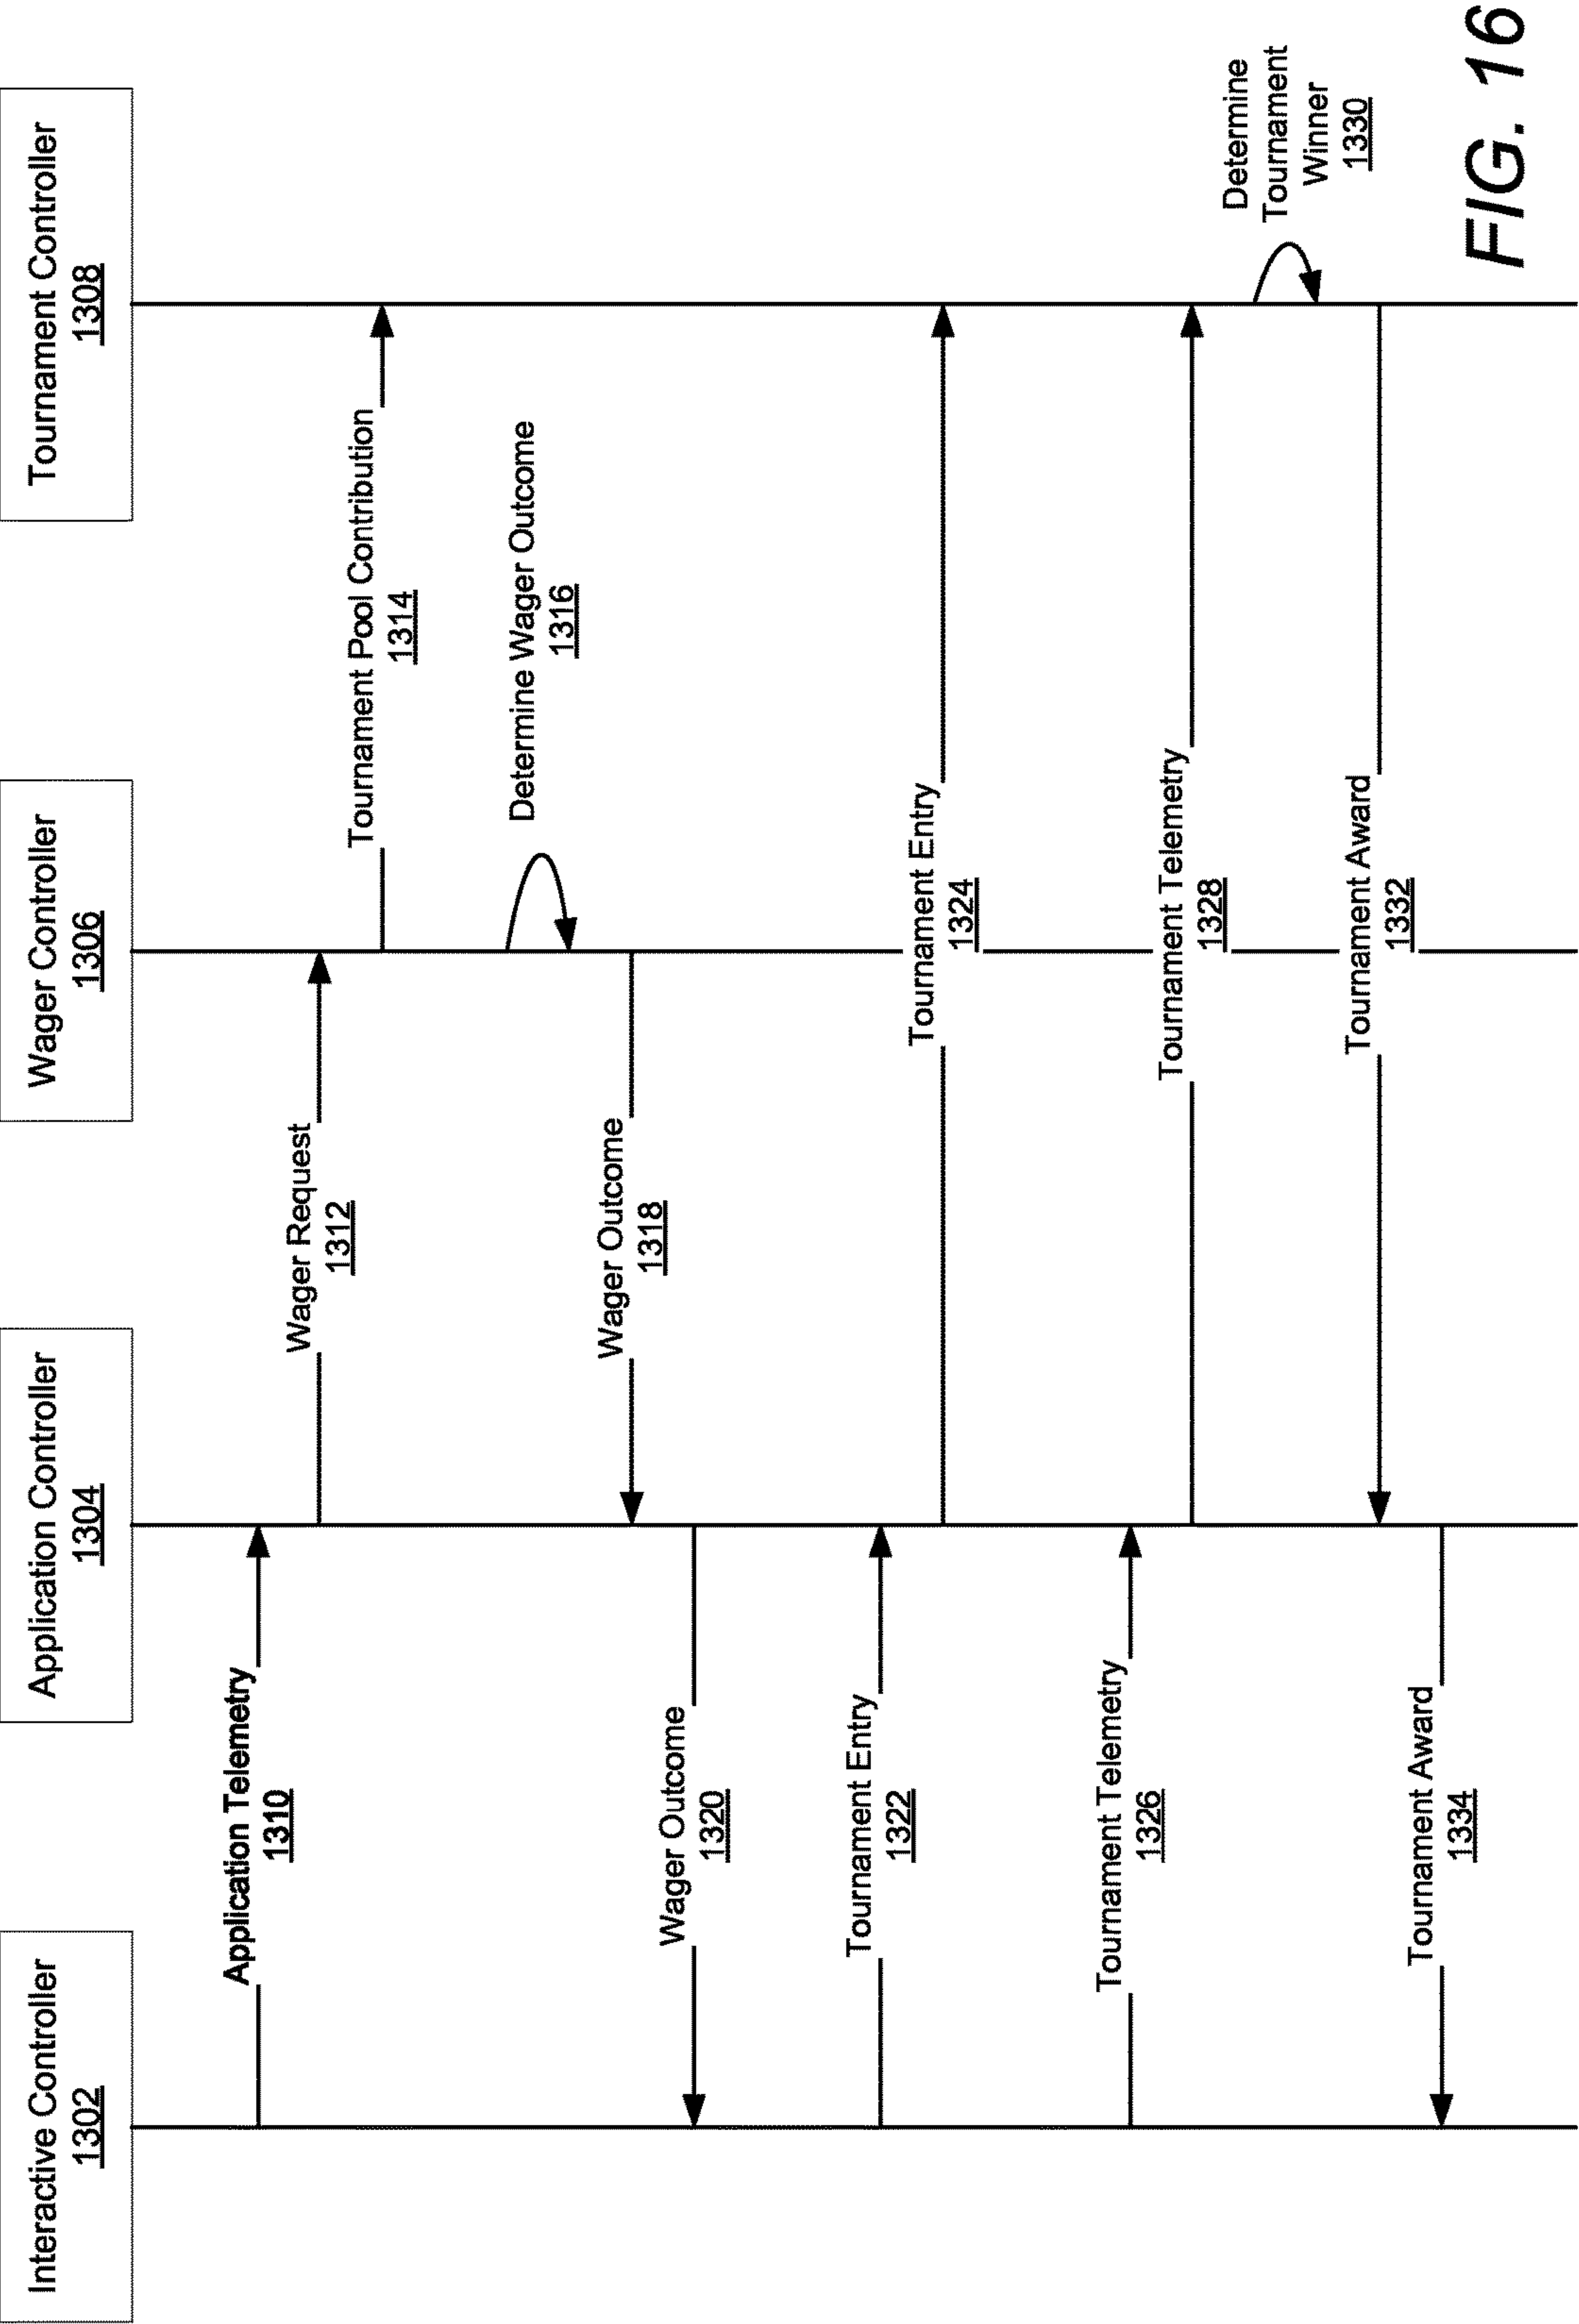 Interactive Controller
1302
Application Controller
1304
Wager Controller
1306
Tournament Controller
1308
Application Telemetry
1310
Wager Request
1312
Tournament Pool Contribution
1314
Determine Wager Outcome
1316
Wager Outcome
1318
Wager Outcome
1320
Tournament Entry
1322
Tournament Entry
1324
Tournament Telemetry
1326
Tournament Telemetry
1328
Determine
Tournament
Winner
1330
Tournament Award
1332
Tournament Award
1334
FIG. 16